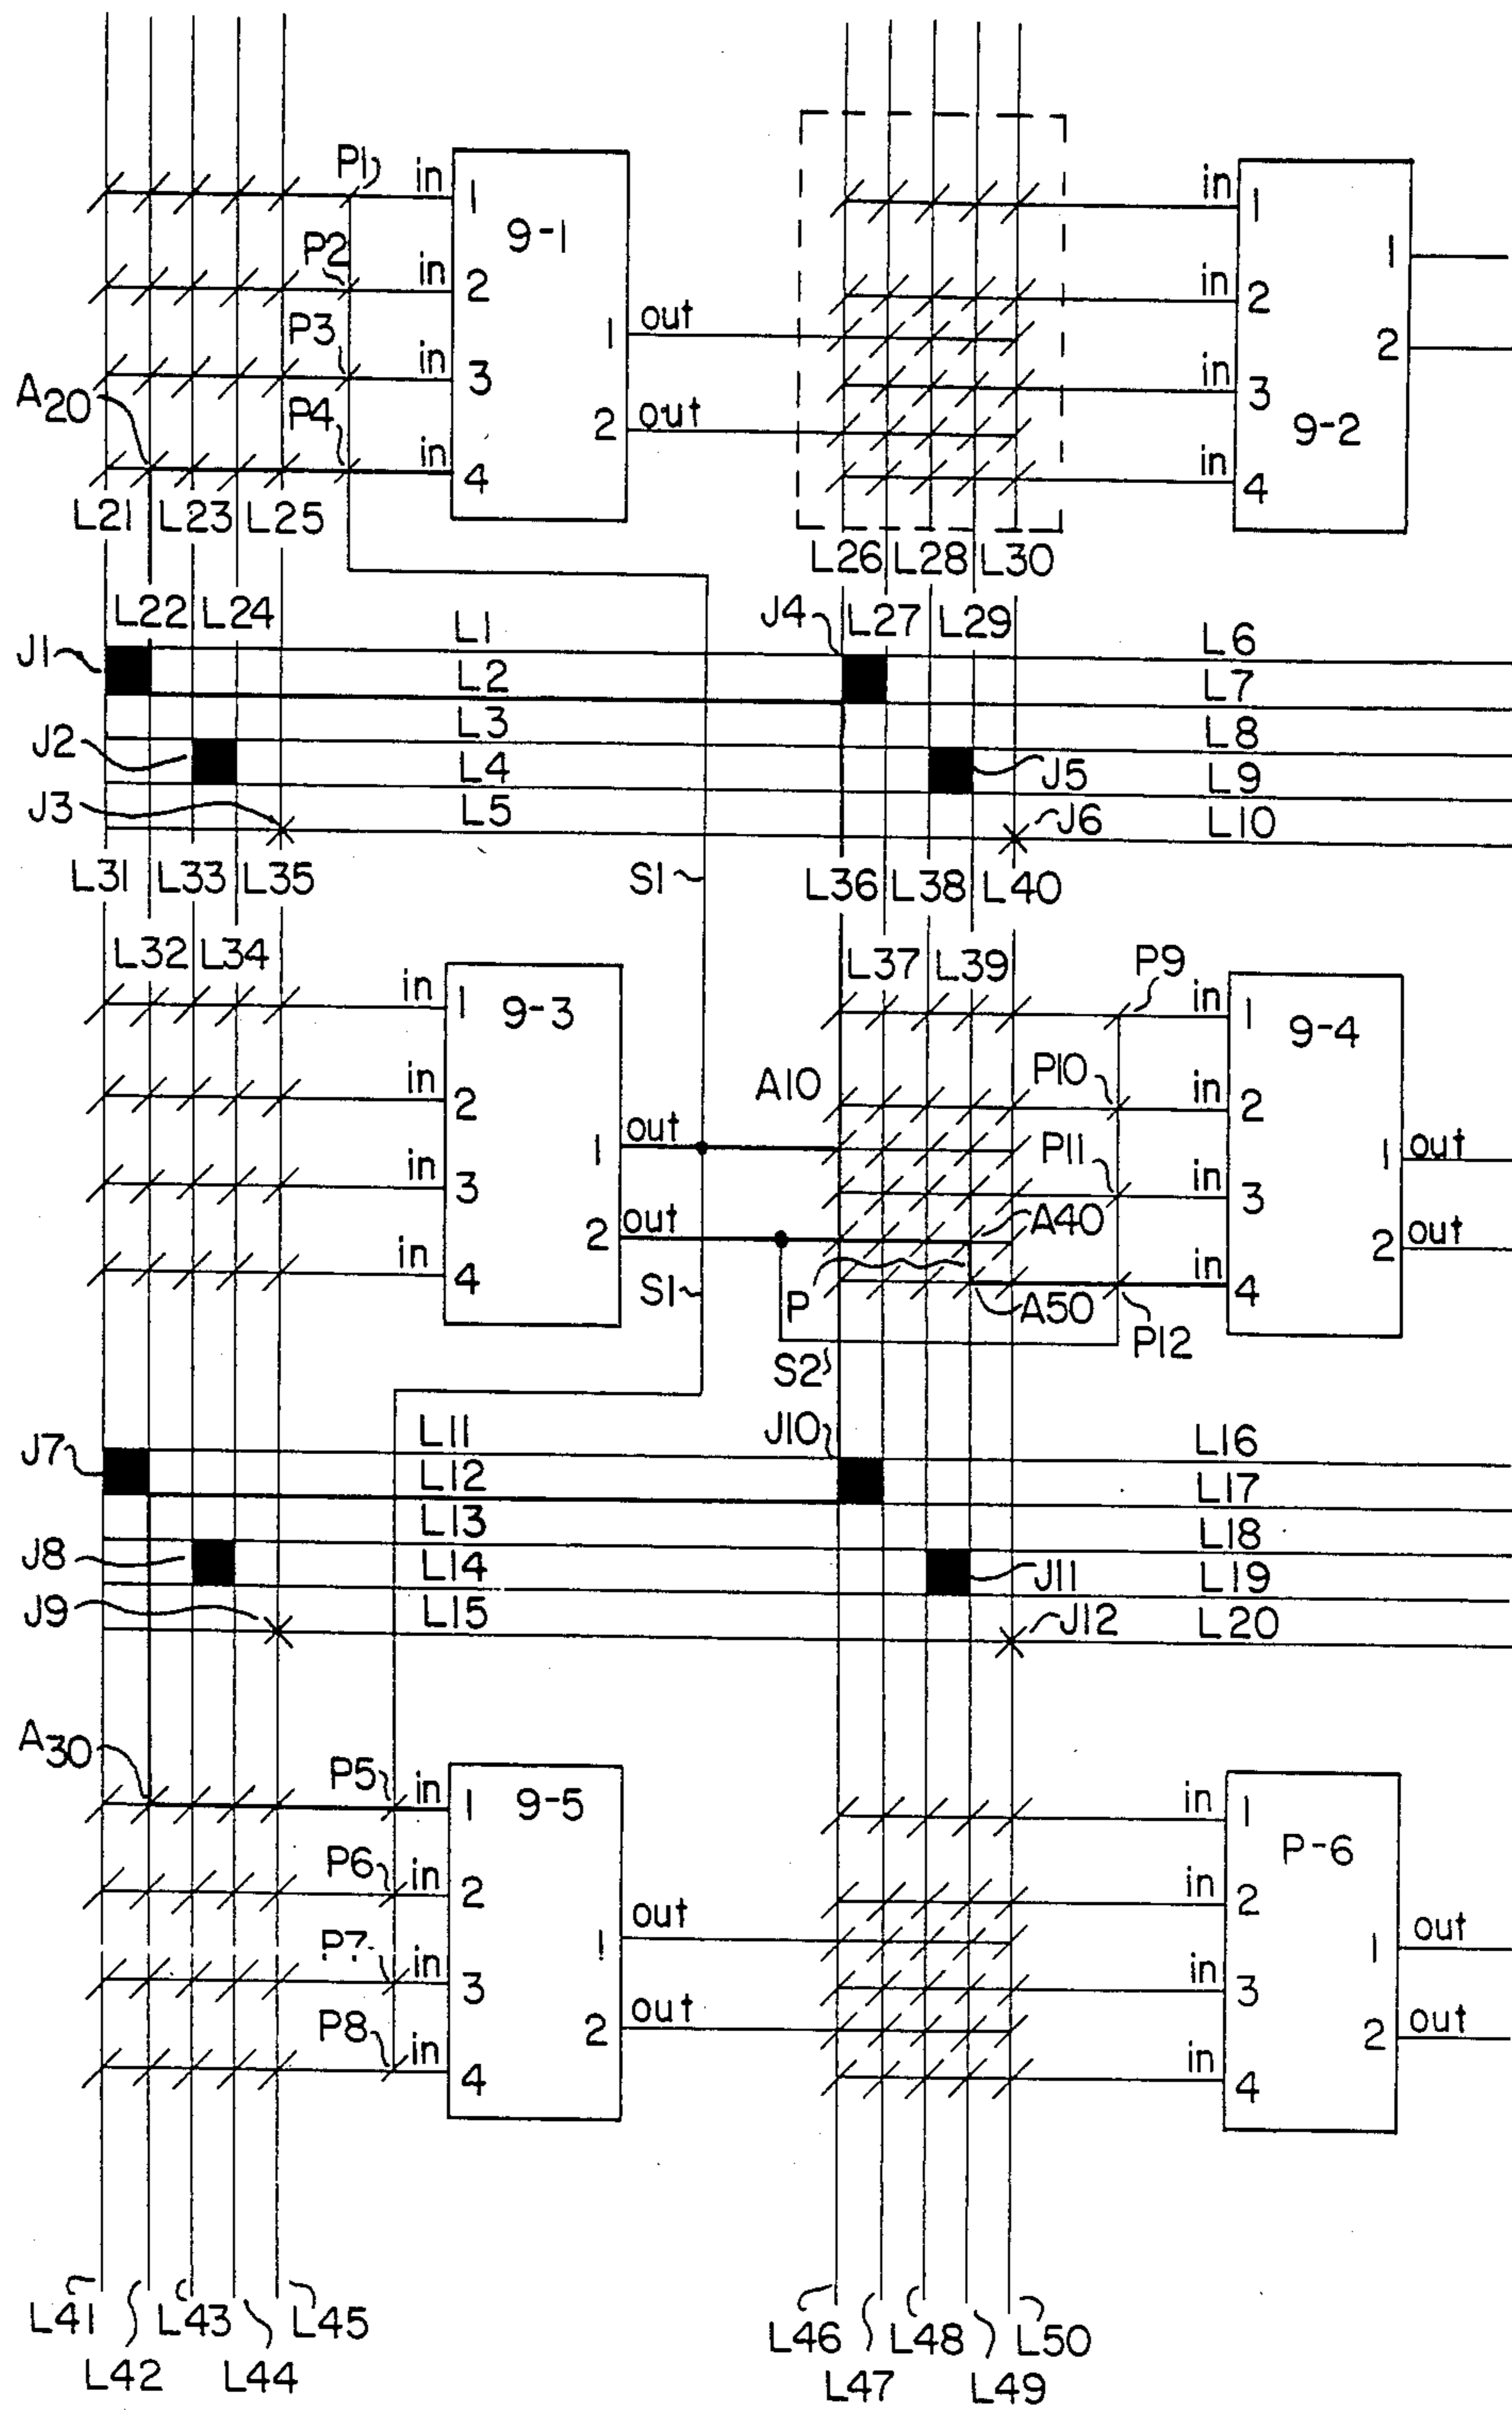 P1 in 1 9-1 in 1
P2 in 2 in 2 1
P3 in 3 1 out in 3 2
A20 P4 in 4 2 out in 4 9-2
L21 L23 L25 L26 L28 L30
L22 L24 L1 J4 L27 L29 L6
J1 L2 L7
J2 L3 L8
L4 J5 L9
J3 L5 J6 L10
L31 L33 L35 S1 L36 L38 L40
L32 L34 L37 L39 P9
in 1 9-3 in 1 9-4
in 2 A10 P10 in 2
in 3 1 out P11 in 3 1 out
in 4 2 out A40 2 out
S1 P A50 in 4
S2 P12
J7 L11 J10 L16
L12 L17
L13 L18
J8 L14 J11 L19
J9 L15 J12 L20
A30 P5 in 1 9-5 in 1 P-6
P6 in 2 1 out in 2 1 out
P7 in 3 in 3
P8 in 4 2 out in 4 2 out
L41 L43 L45 L46 L48 L50
L42 L44 L47 L49